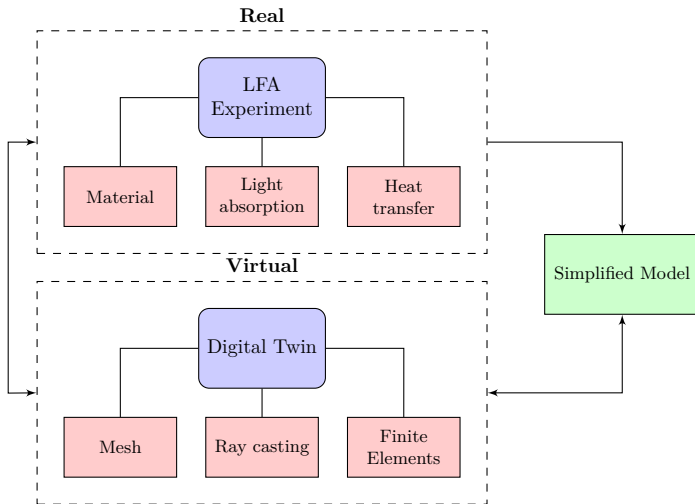 Real
LFA
Experiment
Material
Light
absorption
Heat
transfer
Simplified Model
Virtual
Digital Twin
Mesh
Ray casting
Finite
Elements